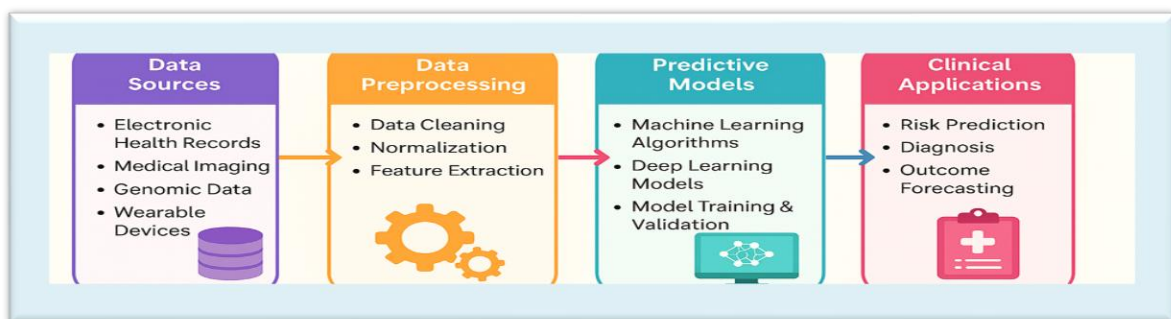 Data
Sources
• Electronic
Health Records
• Medical Imaging
• Genomic Data
• Wearable
Devices
Data
Preprocessing
• Data Cleaning
• Normalization
• Feature Extraction
Predictive
Models
• Machine Learning
Algorithms
• Deep Learning
Models
• Model Training &
Validation
Clinical
Applications
• Risk Prediction
• Diagnosis
• Outcome
Forecasting